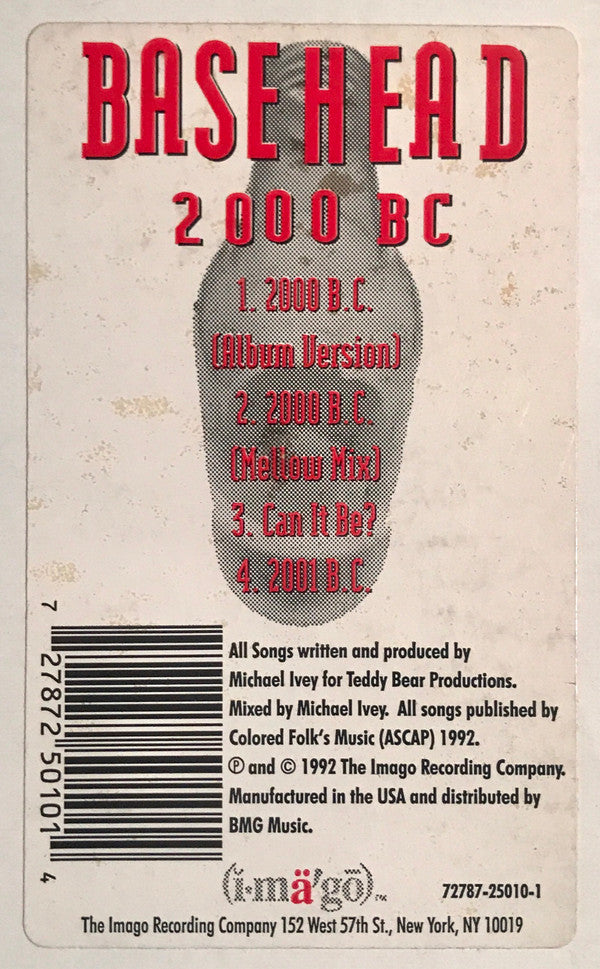 BASEHEAD
2000 BC
1. 2000 B.C.
(Album Version)
2. 2000 B.C.
(Mellow Mix)
3. Can It Be?
4. 2001 B.C.
All Songs written and produced by
Michael Ivey for Teddy Bear Productions.
Mixed by Michael Ivey. All songs published by
Colored Folk's Music (ASCAP) 1992.
℗ and © 1992 The Imago Recording Company.
Manufactured in the USA and distributed by
BMG Music.
7 27872 50101 4
(i·mä'gō)™
72787-25010-1
The Imago Recording Company 152 West 57th St., New York, NY 10019